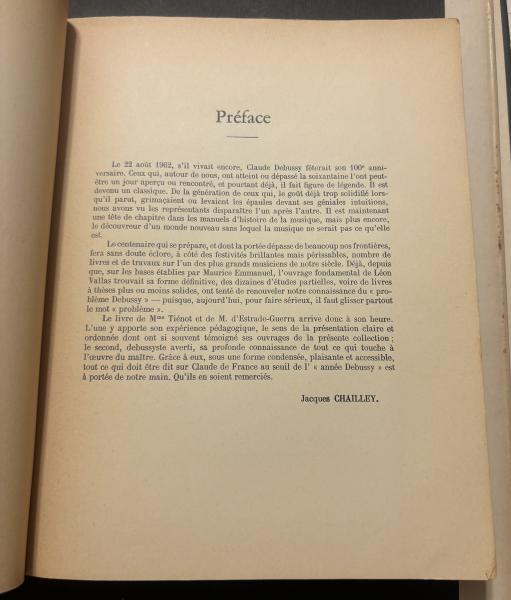 Préface
Le 22 août 1962, s'il vivait encore, Claude Debussy fêterait son 100e anni-
versaire. Ceux qui, autour de nous, ont atteint ou dépassé la soixantaine l'ont peut-
être un jour aperçu ou rencontré, et pourtant déjà, il fait figure de légende. Il est
devenu un classique. De la génération de ceux qui, le goût déjà trop solidifié lors-
qu'il parut, grimaçaient ou levaient les épaules devant ses géniales intuitions,
nous avons vu les représentants disparaître l'un après l'autre. Il est maintenant
une tête de chapitre dans les manuels d'histoire de la musique, mais plus encore,
le découvreur d'un monde nouveau sans lequel la musique ne serait pas ce qu'elle
est.
Le centenaire qui se prépare, et dont la portée dépasse de beaucoup nos frontières,
fera sans doute éclore, à côté des festivités brillantes mais périssables, nombre de
livres et de travaux sur l'un des plus grands musiciens de notre siècle. Déjà, depuis
que, sur les bases établies par Maurice Emmanuel, l'ouvrage fondamental de Léon
Vallas trouvait sa forme définitive, des dizaines d'études partielles, voire de livres
à thèses plus ou moins solides, ont tenté de renouveler notre connaissance du « pro-
blème Debussy » — puisque, aujourd'hui, pour faire sérieux, il faut glisser partout
le mot « problème ».
Le livre de Mme Tiénot et de M. d'Estrade-Guerra arrive donc à son heure.
L'une y apporte son expérience pédagogique, le sens de la présentation claire et
ordonnée dont ont si souvent témoigné ses ouvrages de la présente collection ;
le second, debussyste averti, sa profonde connaissance de tout ce qui touche à
l'œuvre du maître. Grâce à eux, sous une forme condensée, plaisante et accessible,
tout ce qui doit être dit sur Claude de France au seuil de l' « année Debussy » est
à portée de notre main. Qu'ils en soient remerciés.
Jacques CHAILLEY.